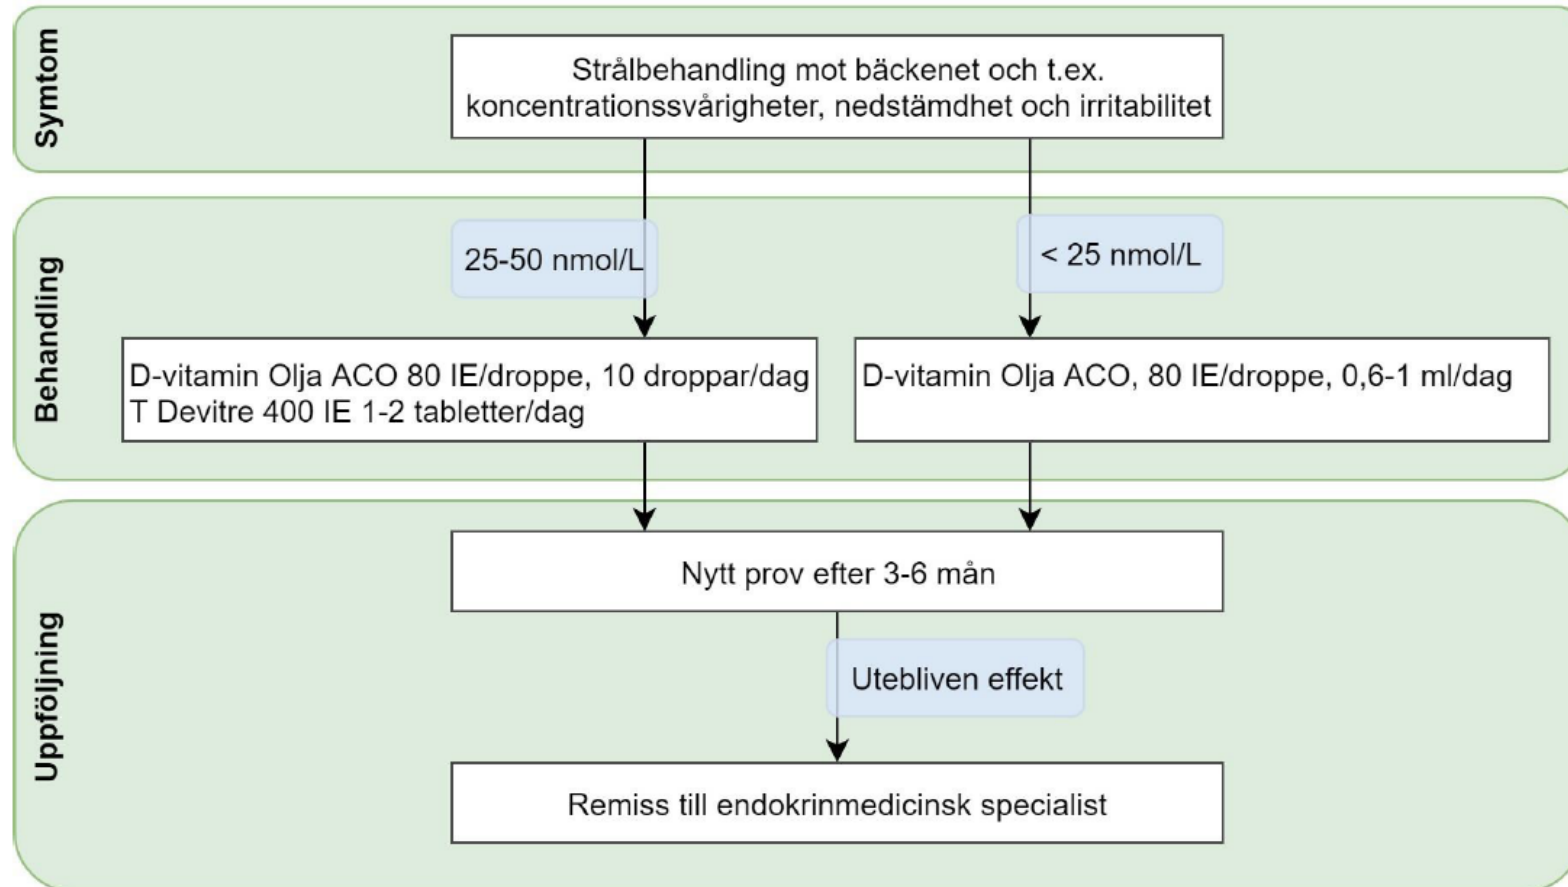 Symtom
Strålbehandling mot bäckenet och t.ex.
koncentrationssvårigheter, nedstämdhet och irritabilitet
Behandling
25-50 nmol/L
< 25 nmol/L
D-vitamin Olja ACO 80 IE/droppe, 10 droppar/dag
T Devitre 400 IE 1-2 tabletter/dag
D-vitamin Olja ACO, 80 IE/droppe, 0,6-1 ml/dag
Uppföljning
Nytt prov efter 3-6 mån
Utebliven effekt
Remiss till endokrinmedicinsk specialist